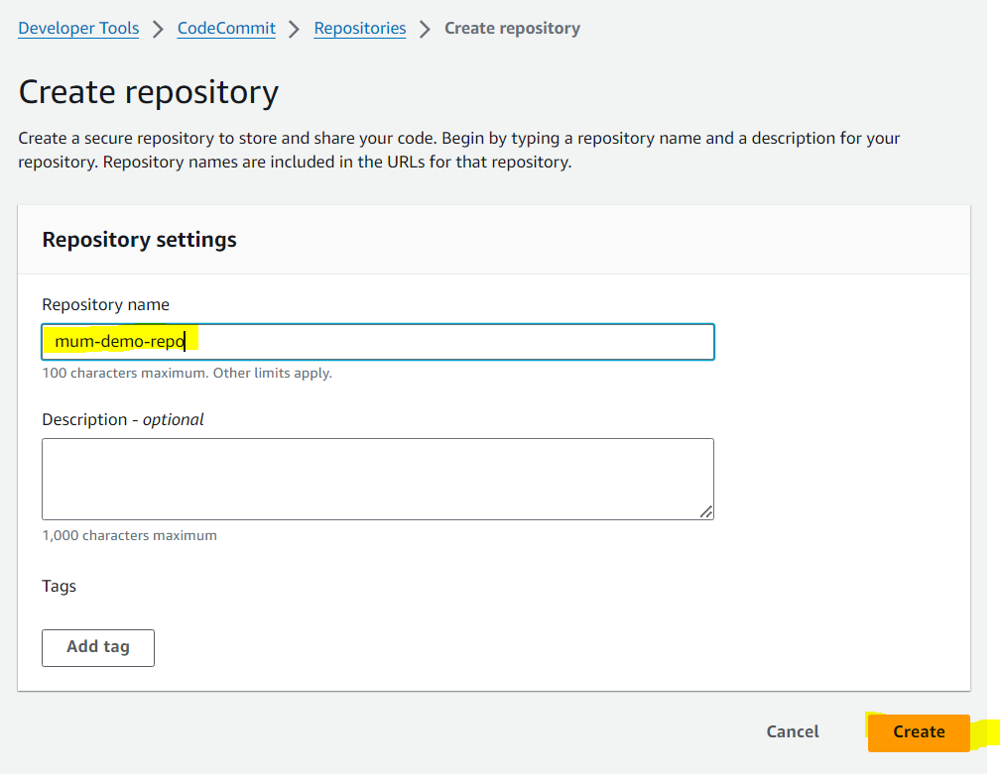 Developer Tools > CodeCommit > Repositories > Create repository
Create repository
Create a secure repository to store and share your code. Begin by typing a repository name and a description for your
repository. Repository names are included in the URLs for that repository.
Repository settings
Repository name
mum-demo-repo
100 characters maximum. Other limits apply.
Description - optional
1,000 characters maximum
Tags
Add tag
Cancel Create